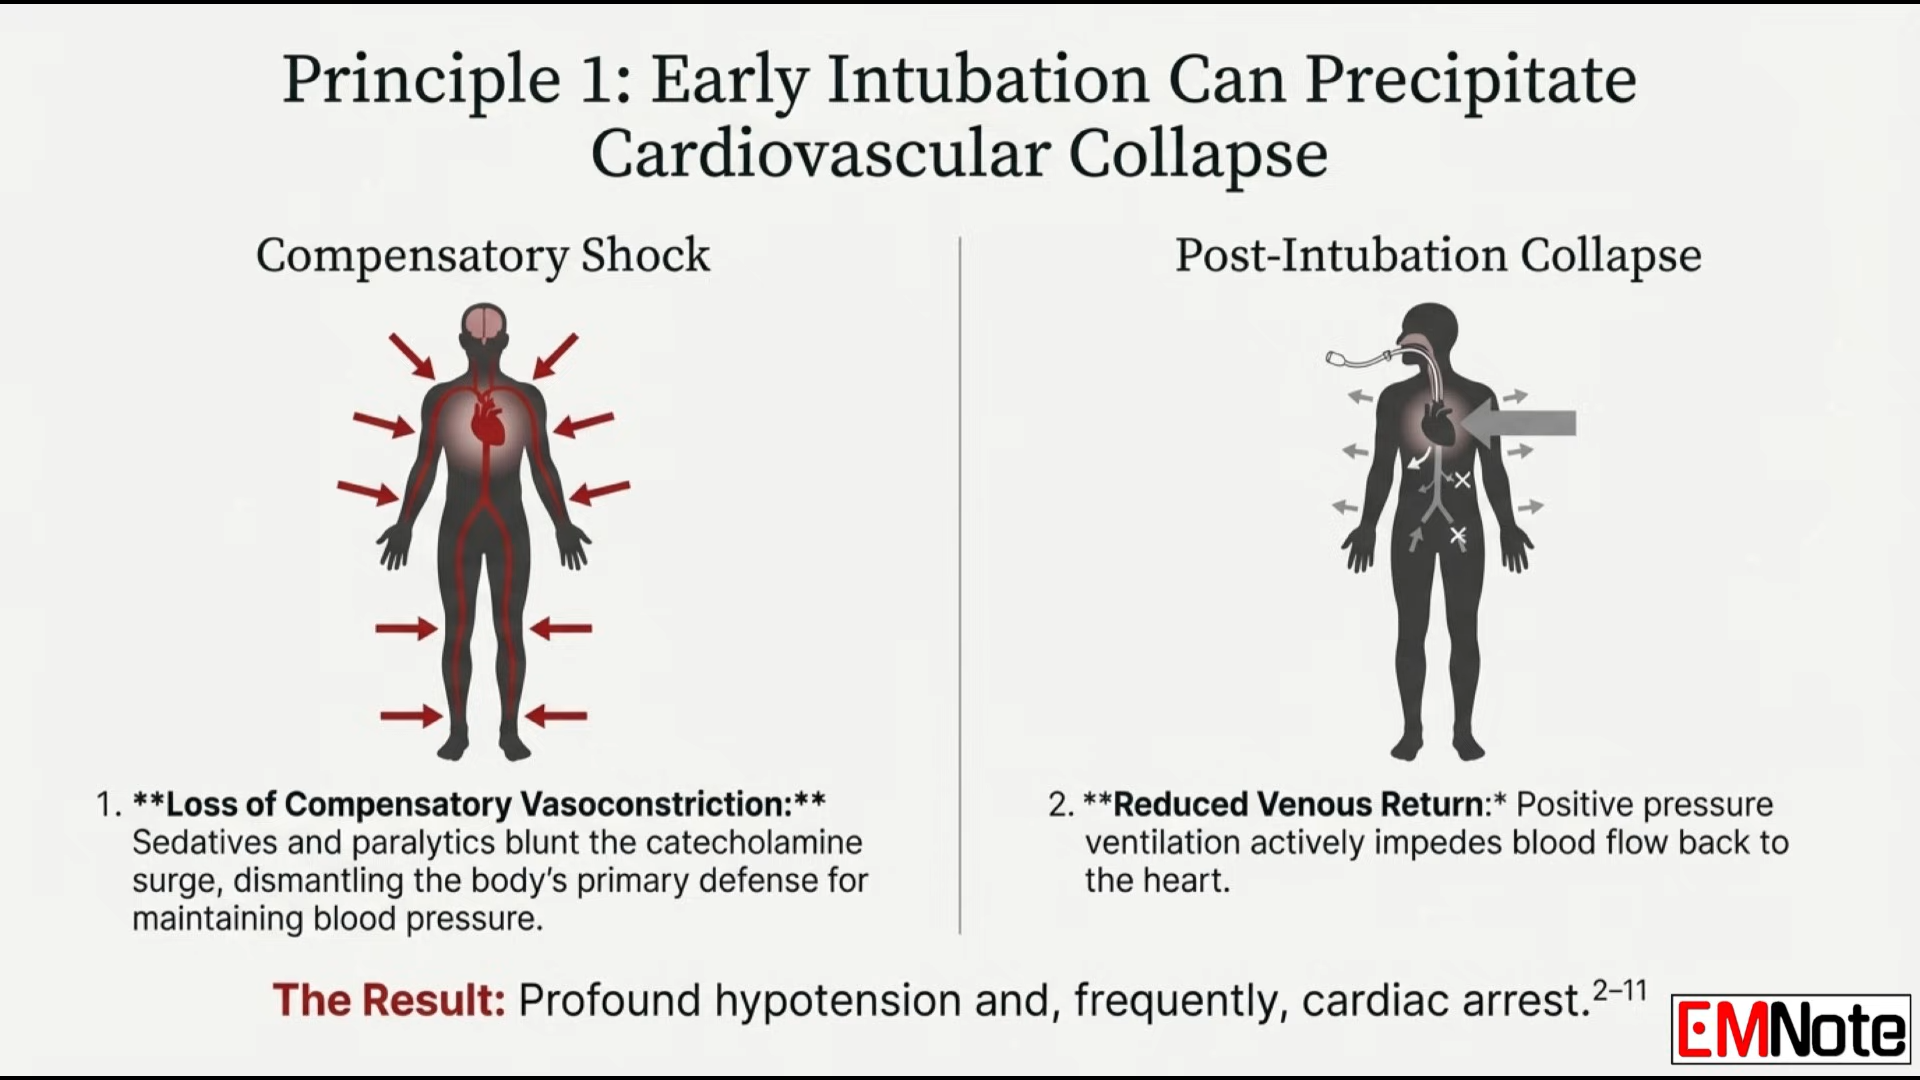 Principle 1: Early Intubation Can Precipitate
Cardiovascular Collapse
Compensatory Shock
1. **Loss of Compensatory Vasoconstriction:**
Sedatives and paralytics blunt the catecholamine
surge, dismantling the body’s primary defense for
maintaining blood pressure.
Post-Intubation Collapse
2. **Reduced Venous Return:* Positive pressure
ventilation actively impedes blood flow back to
the heart.
The Result: Profound hypotension and, frequently, cardiac arrest.²⁻¹¹
EMNote